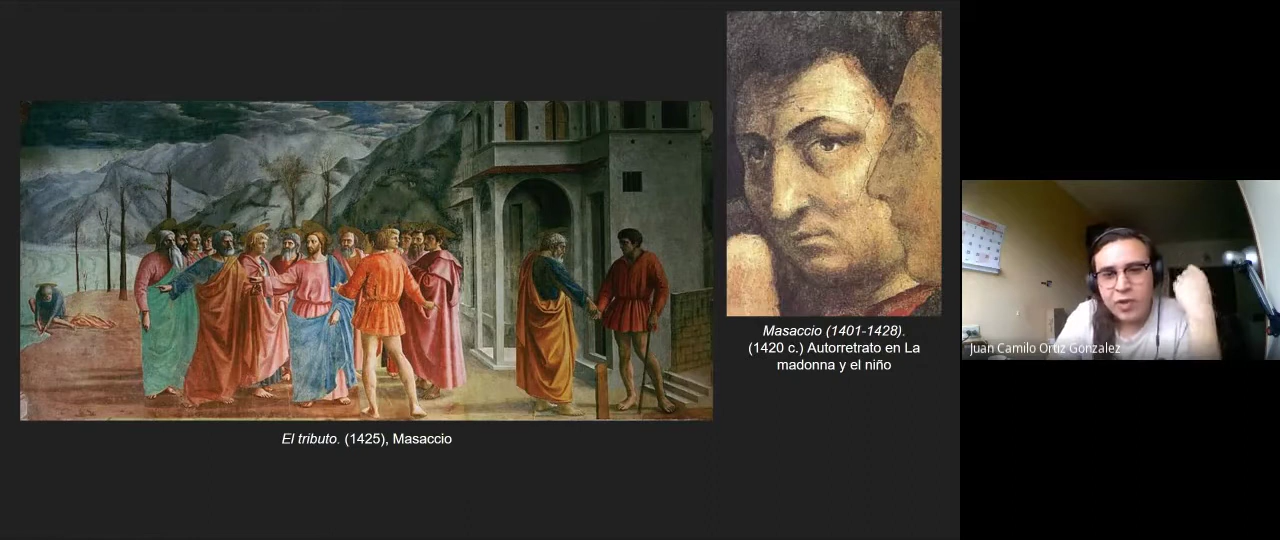 El tributo. (1425), Masaccio
Masaccio (1401-1428).
(1420 c.) Autorretrato en La
madonna y el niño
Juan Camilo Ortiz Gonzalez